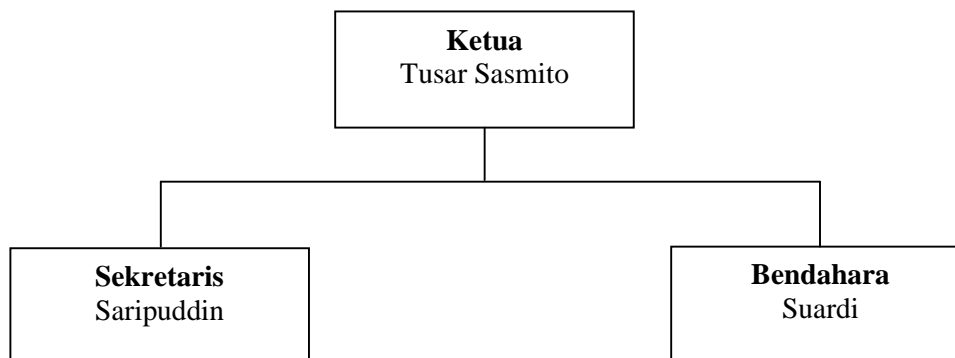 Ketua
Tusar Sasmito
Sekretaris
Saripuddin
Bendahara
Suardi